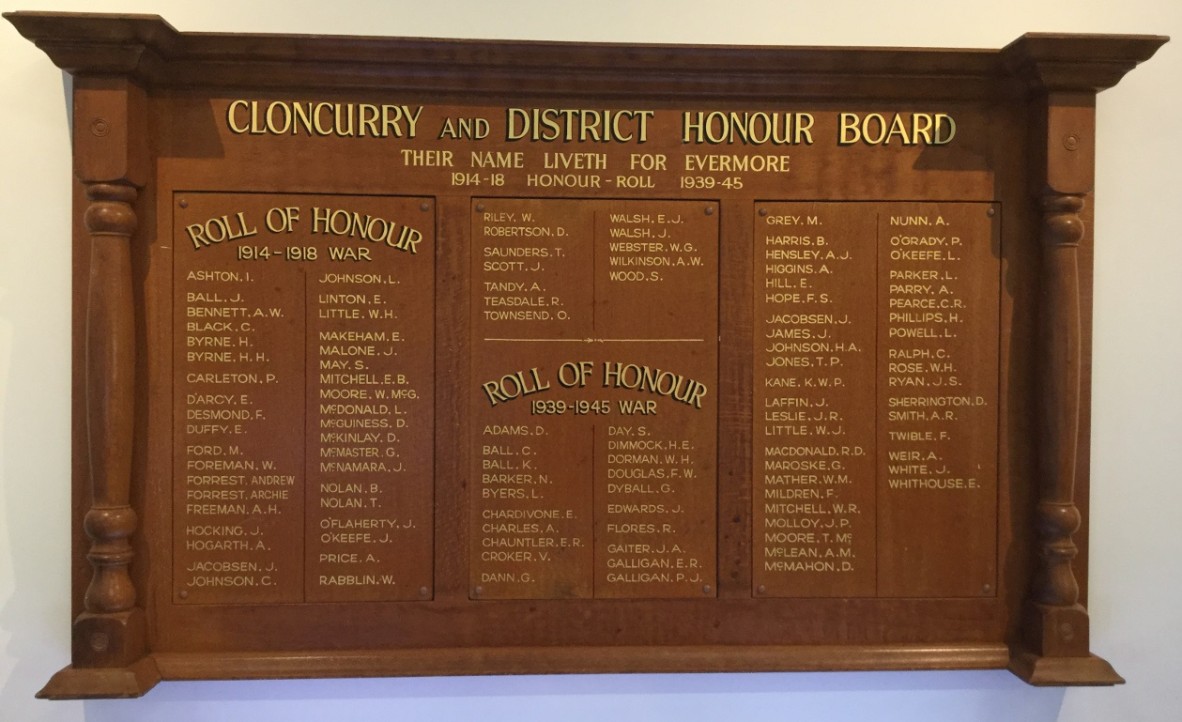 CLONCURRY AND DISTRICT HONOUR BOARD
THEIR NAME LIVETH FOR EVERMORE
1914-18 HONOUR-ROLL 1939-45
ROLL OF HONOUR
1914-1918 WAR
ASHTON. I.
BALL. J.
BENNETT. A.W.
BLACK. C.
BYRNE. H.
BYRNE. H. H.
CARLETON. P.
D'ARCY. E.
DESMOND. F.
DUFFY. E.
FORD. M.
FOREMAN. W.
FORREST. ANDREW
FORREST. ARCHIE
FREEMAN. A.H.
HOCKING. J.
HOGARTH. A.
JACOBSEN. J.
JOHNSON. C.
JOHNSON. L.
LINTON. E.
LITTLE. W.H.
MAKEHAM. E.
MALONE. J.
MAY. S.
MITCHELL. E.B.
MOORE. W. McG.
McDONALD. L.
McGUINESS. D.
McKINLAY. D.
McMASTER. G.
McNAMARA. J.
NOLAN. B.
NOLAN. T.
O'FLAHERTY. J.
O'KEEFE. J.
PRICE. A.
RABBLIN. W.
RILEY. W.
ROBERTSON. D.
SAUNDERS. T.
SCOTT. J.
TANDY. A.
TEASDALE. R.
TOWNSEND. O.
WALSH. E.J.
WALSH. J.
WEBSTER. W.G.
WILKINSON. A.W.
WOOD. S.
ROLL OF HONOUR
1939-1945 WAR
ADAMS. D.
BALL. C.
BALL. K.
BARKER. N.
BYERS. L.
CHARDIVONE. E.
CHARLES. A.
CHAUNTLER. E.R.
CROKER. V.
DANN. G.
DAY. S.
DIMMOCK. H.E.
DORMAN. W. H.
DOUGLAS. F.W.
DYBALL. G.
EDWARDS. J.
FLORES. R.
GAITER. J.A.
GALLIGAN. E.R.
GALLIGAN. P. J.
GREY. M.
HARRIS. B.
HENSLEY. A. J.
HIGGINS. A.
HILL. E.
HOPE. F. S.
JACOBSEN. J.
JAMES. J.
JOHNSON. H.A.
JONES. T. P.
KANE. K.W. P.
LAFFIN. J.
LESLIE. J. R.
LITTLE. W. J.
MACDONALD. R.D.
MAROSKE. G.
MATHER. W.M.
MILDREN. F.
MITCHELL. W.R.
MOLLOY. J. P.
MOORE. T. Mc
McLEAN. A.M.
McMAHON. D.
NUNN. A.
O'GRADY. P.
O'KEEFE. L.
PARKER. L.
PARRY. A.
PEARCE. C.R.
PHILLIPS. H.
POWELL. L.
RALPH. C.
ROSE. W.H.
RYAN. J. S.
SHERRINGTON. D.
SMITH. A.R.
TWIBLE. F.
WEIR. A.
WHITE. J.
WHITHOUSE. E.